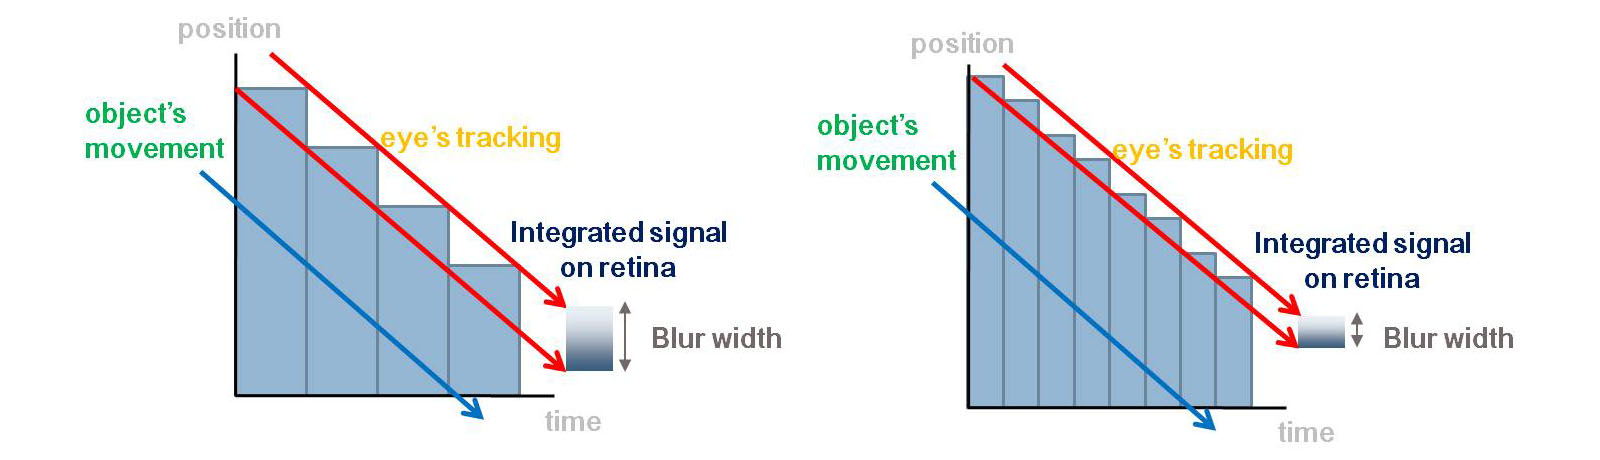 position
object's
movement
eye's tracking
Integrated signal
on retina
Blur width
time
position
object's
movement
eye's tracking
Integrated signal
on retina
Blur width
time